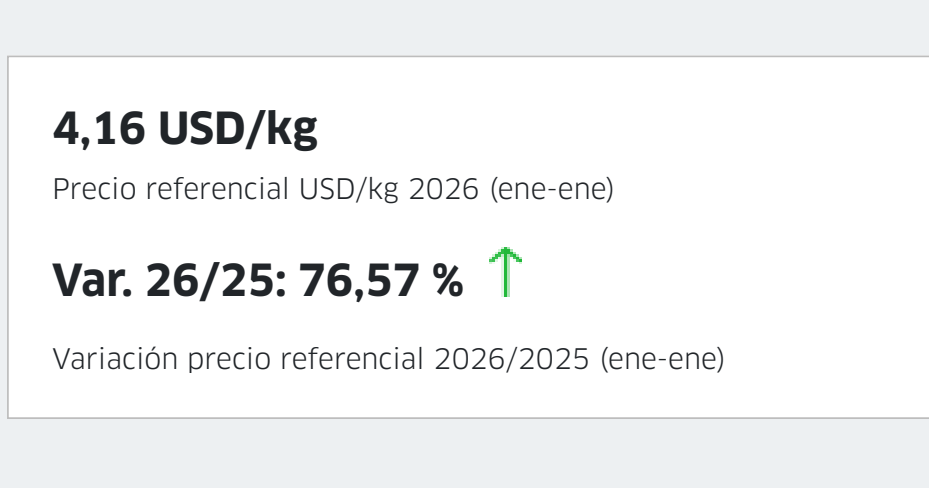 4,16 USD/kg
Precio referencial USD/kg 2026 (ene-ene)
Var. 26/25: 76,57 %
Variación precio referencial 2026/2025 (ene-ene)